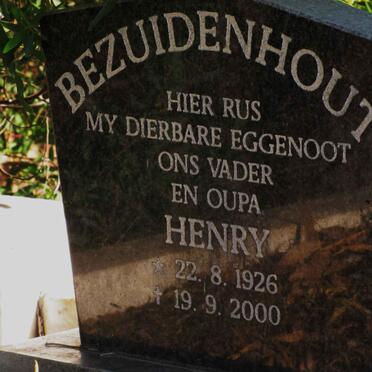 BEZUIDENHOUT
HIER RUS
MY DIERBARE EGGENOOT
ONS VADER
EN OUPA
HENRY
* 22. 8. 1926
† 19. 9. 2000